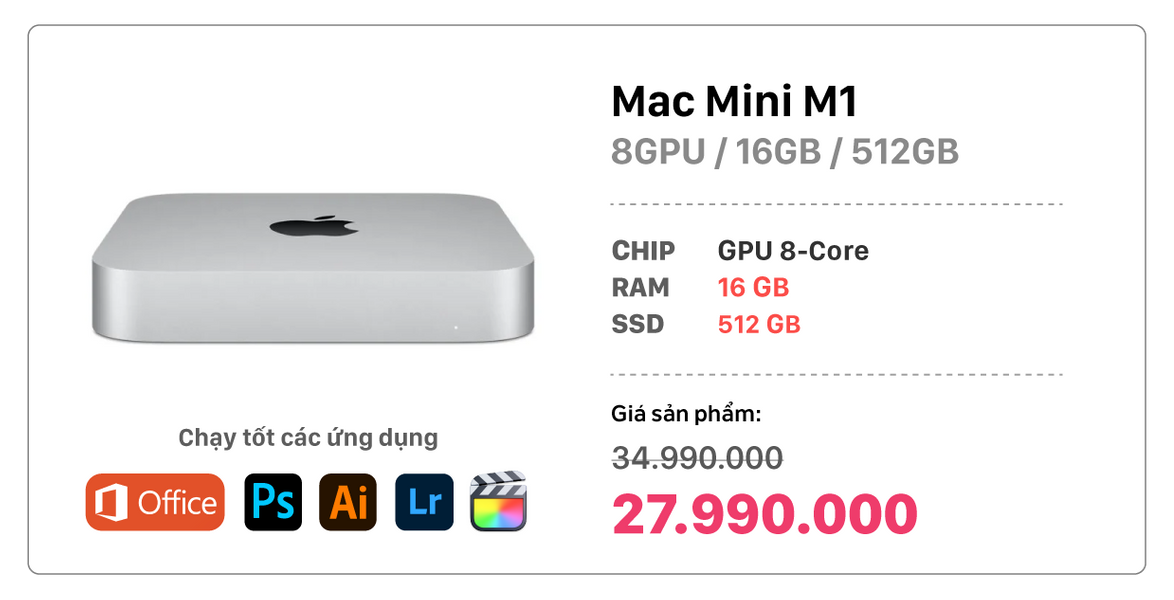 Mac Mini M1
8GPU / 16GB / 512GB
CHIP GPU 8-Core
RAM 16 GB
SSD 512 GB
Giá sản phẩm:
34.990.000
27.990.000
Chạy tốt các ứng dụng
Office Ps Ai Lr